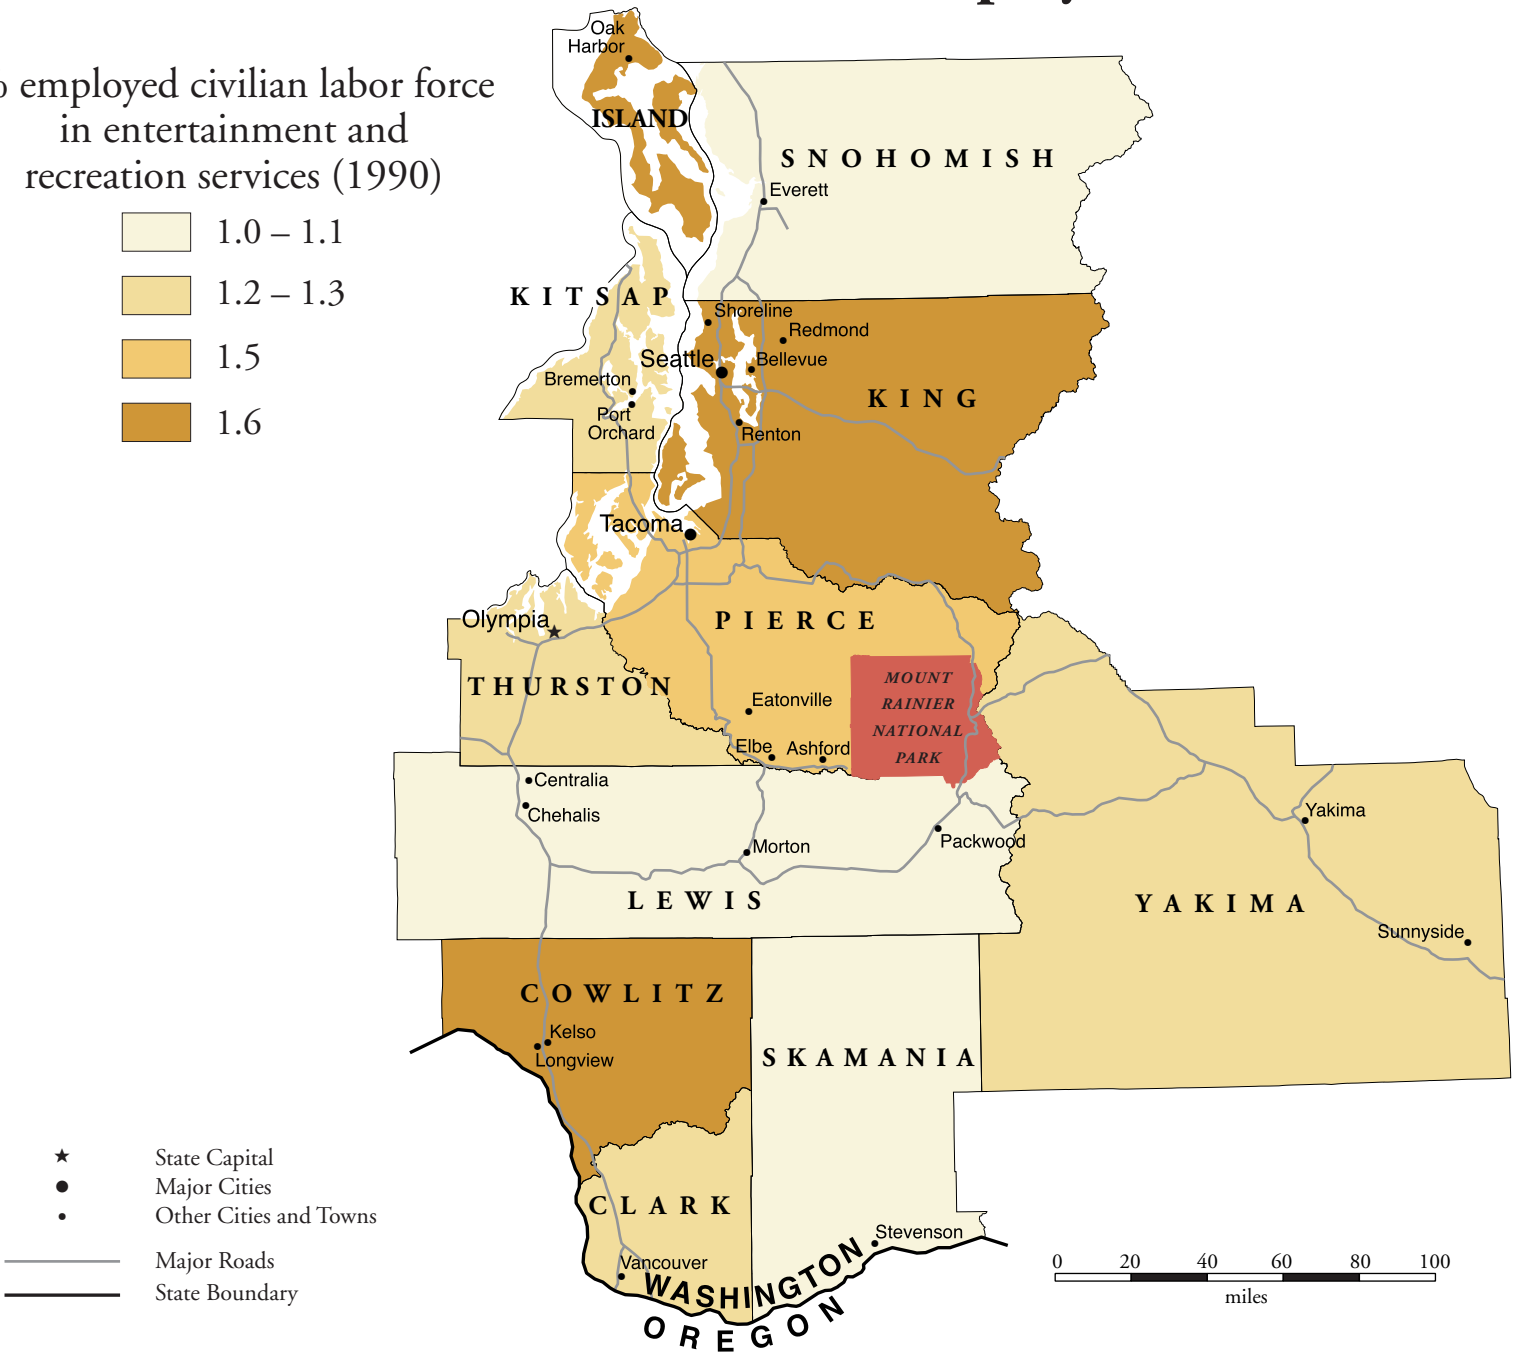 employed civilian labor force
in entertainment and
recreation services (1990)
1.0 – 1.1
1.2 – 1.3
1.5
1.6
Oak
Harbor
ISLAND
SNOHOMISH
Everett
KITSAP
Shoreline
Redmond
Seattle
Bellevue
Bremerton
KING
Port
Orchard
Renton
Tacoma
Olympia
PIERCE
THURSTON
MOUNT
RAINIER
NATIONAL
PARK
Eatonville
Elbe
Ashford
Centralia
Chehalis
Yakima
Morton
Packwood
LEWIS
YAKIMA
Sunnyside
COWLITZ
Kelso
Longview
SKAMANIA
CLARK
Stevenson
Vancouver
WASHINGTON
OREGON
State Capital
Major Cities
Other Cities and Towns
Major Roads
State Boundary
0 20 40 60 80 100
miles